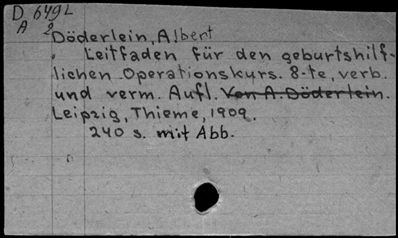 D 649 L
A 2
Döderlein, Albert
. Leitfaden für den geburtshilf-
lichen Operationskurs. 8-te, verb.
und verm. Aufl. Von A. Döderlein.
Leipzig, Thieme, 1909.
240 s. mit Abb.